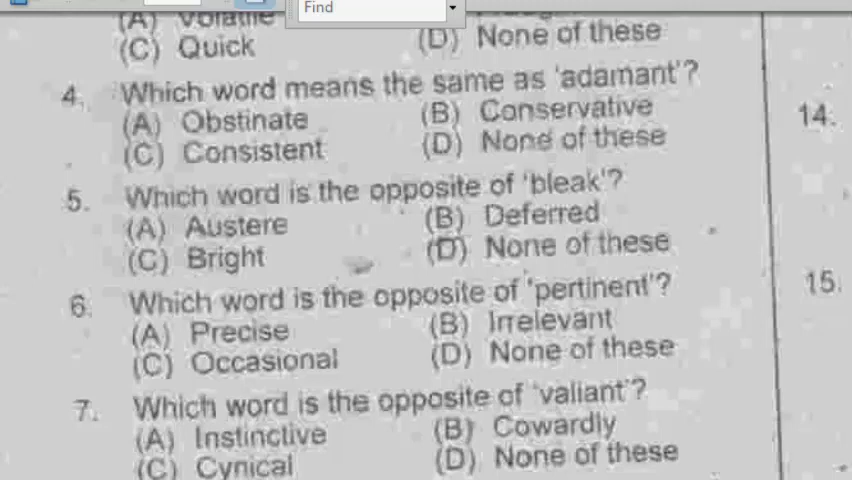 Find
(A) Volatile
(C) Quick (D) None of these
4. Which word means the same as 'adamant'?
(A) Obstinate (B) Conservative
(C) Consistent (D) None of these
14.
5. Which word is the opposite of 'bleak'?
(A) Austere (B) Deferred
(C) Bright (D) None of these
6. Which word is the opposite of 'pertinent'?
15.
(A) Precise (B) Irrelevant
(C) Occasional (D) None of these
7. Which word is the opposite of 'valiant'?
(A) Instinctive (B) Cowardly
(C) Cynical (D) None of these